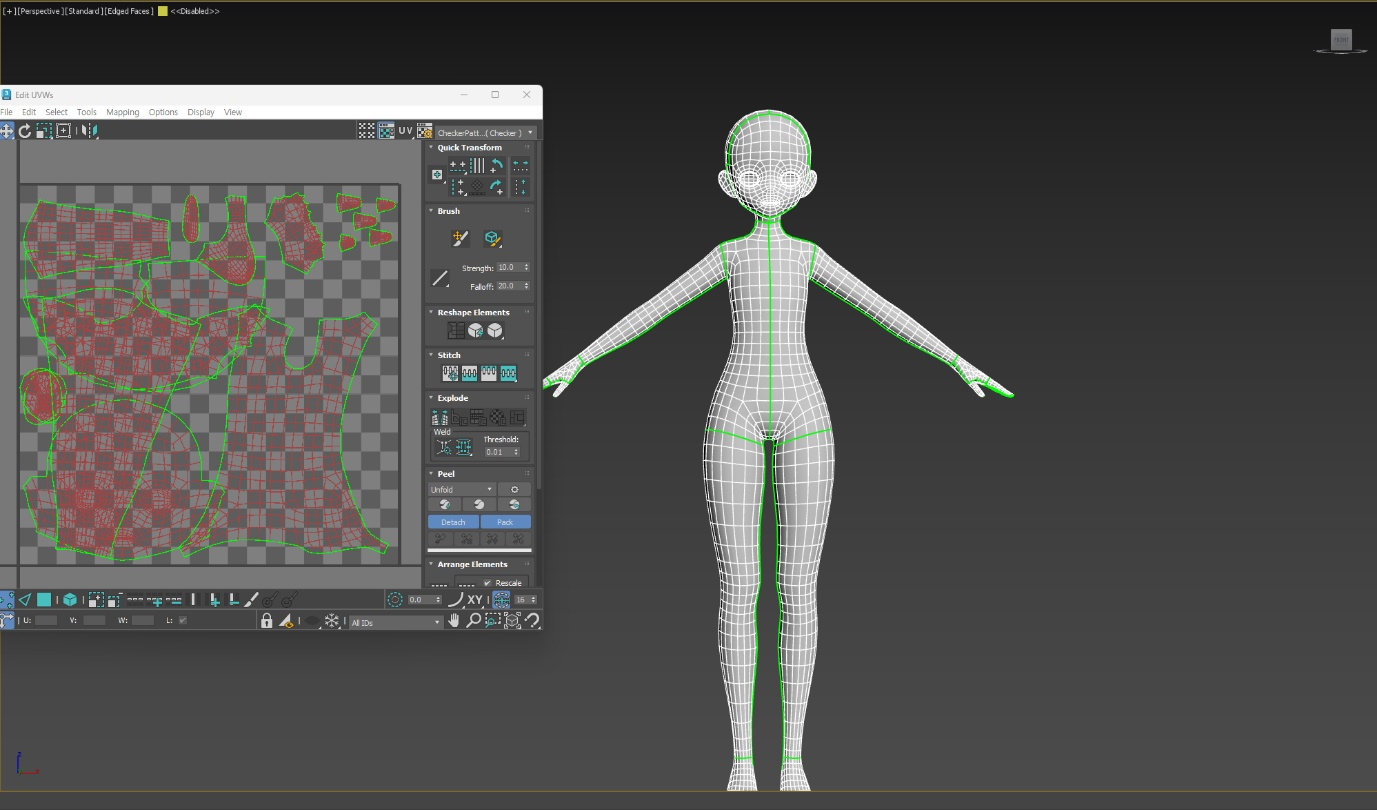 [+][Perspective][Standard][Edged Faces] <<Disabled>>
Edit UVWs
File Edit Select Tools Mapping Options Display View
UV CheckerPatt...( Checker )
Quick Transform
Brush
Strength: 10.0
Falloff: 20.0
Reshape Elements
Stitch
Explode
Weld
Threshold:
0.01
Peel
Unfold
Detach Pack
Arrange Elements
Rescale
0.0 XY 16
U: V: W: L:
All IDs
z
x